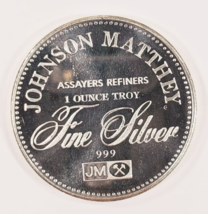 JOHNSON MATTHEY
ASSAYERS REFINERS
1 OUNCE TROY
Fine Silver
999
JM